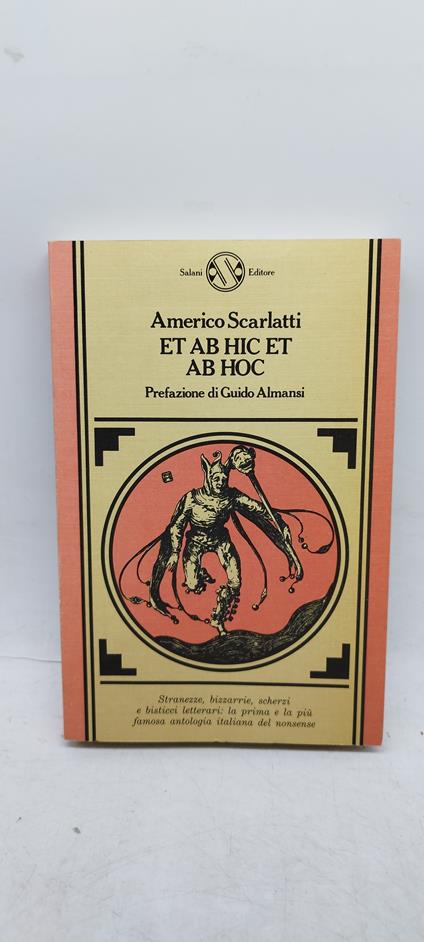 Salani Editore
Americo Scarlatti
ET AB HIC ET
AB HOC
Prefazione di Guido Almansi
Stranezze, bizzarrie, scherzi
e bisticci letterari: la prima e la più
famosa antologia italiana del nonsense